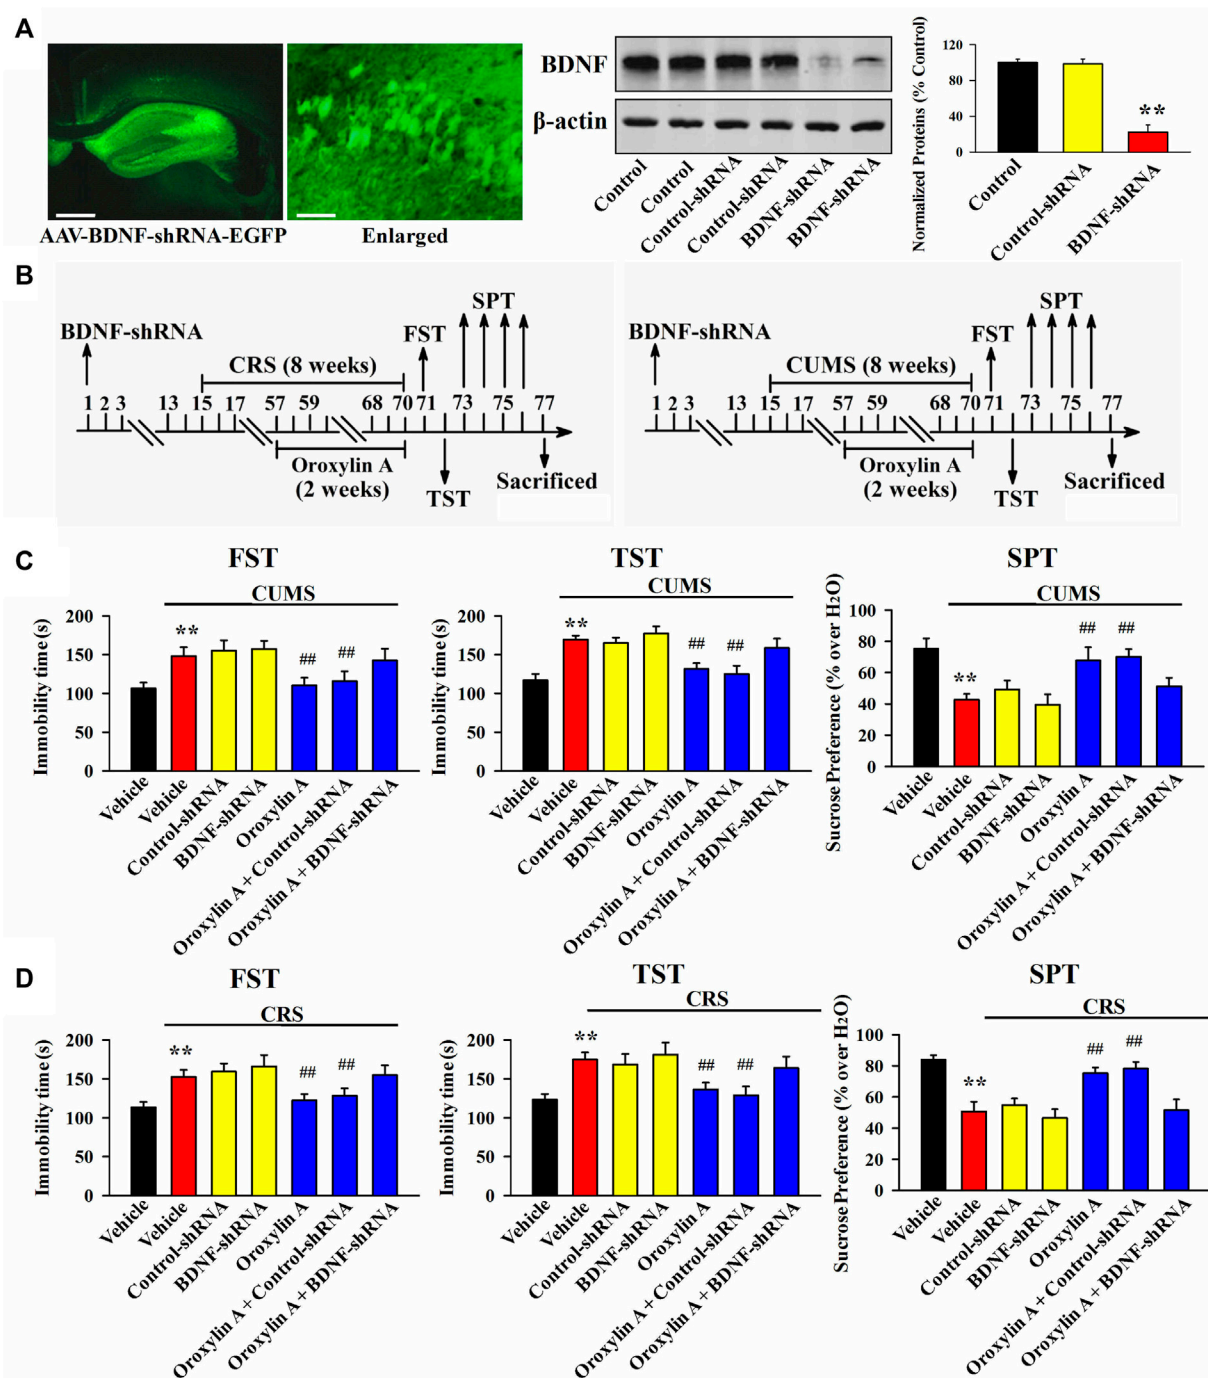 A
BDNF
β-actin
Control
Control
Control-shRNA
Control-shRNA
BDNF-shRNA
BDNF-shRNA
AAV-BDNF-shRNA-EGFP
Enlarged
Normalized Proteins (% Control)
120
80
40
0
**
Control
Control-shRNA
BDNF-shRNA
B
BDNF-shRNA
CRS (8 weeks)
FST
SPT
1 2 3 13 15 17 57 59 68 70 71 73 75 77
Oroxylin A
(2 weeks)
TST
Sacrificed
BDNF-shRNA
CUMS (8 weeks)
FST
SPT
1 2 3 13 15 17 57 59 68 70 71 73 75 77
Oroxylin A
(2 weeks)
TST
Sacrificed
C
FST
CUMS
Immobility time (s)
200
150
100
50
0
** ## ##
Vehicle
Vehicle
Control-shRNA
BDNF-shRNA
Oroxylin A
Oroxylin A + Control-shRNA
Oroxylin A + BDNF-shRNA
TST
CUMS
Immobility time (s)
200
150
100
50
0
** ## ##
Vehicle
Vehicle
Control-shRNA
BDNF-shRNA
Oroxylin A
Oroxylin A + Control-shRNA
Oroxylin A + BDNF-shRNA
SPT
CUMS
Sucrose Preference (% over H2O)
100
80
60
40
20
0
** ## ##
Vehicle
Vehicle
Control-shRNA
BDNF-shRNA
Oroxylin A
Oroxylin A + Control-shRNA
Oroxylin A + BDNF-shRNA
D
FST
CRS
Immobility time (s)
200
150
100
50
0
** ## ##
Vehicle
Vehicle
Control-shRNA
BDNF-shRNA
Oroxylin A
Oroxylin A + Control-shRNA
Oroxylin A + BDNF-shRNA
TST
CRS
Immobility time (s)
200
150
100
50
0
** ## ##
Vehicle
Vehicle
Control-shRNA
BDNF-shRNA
Oroxylin A
Oroxylin A + Control-shRNA
Oroxylin A + BDNF-shRNA
SPT
CRS
Sucrose Preference (% over H2O)
100
80
60
40
20
0
** ## ##
Vehicle
Vehicle
Control-shRNA
BDNF-shRNA
Oroxylin A
Oroxylin A + Control-shRNA
Oroxylin A + BDNF-shRNA